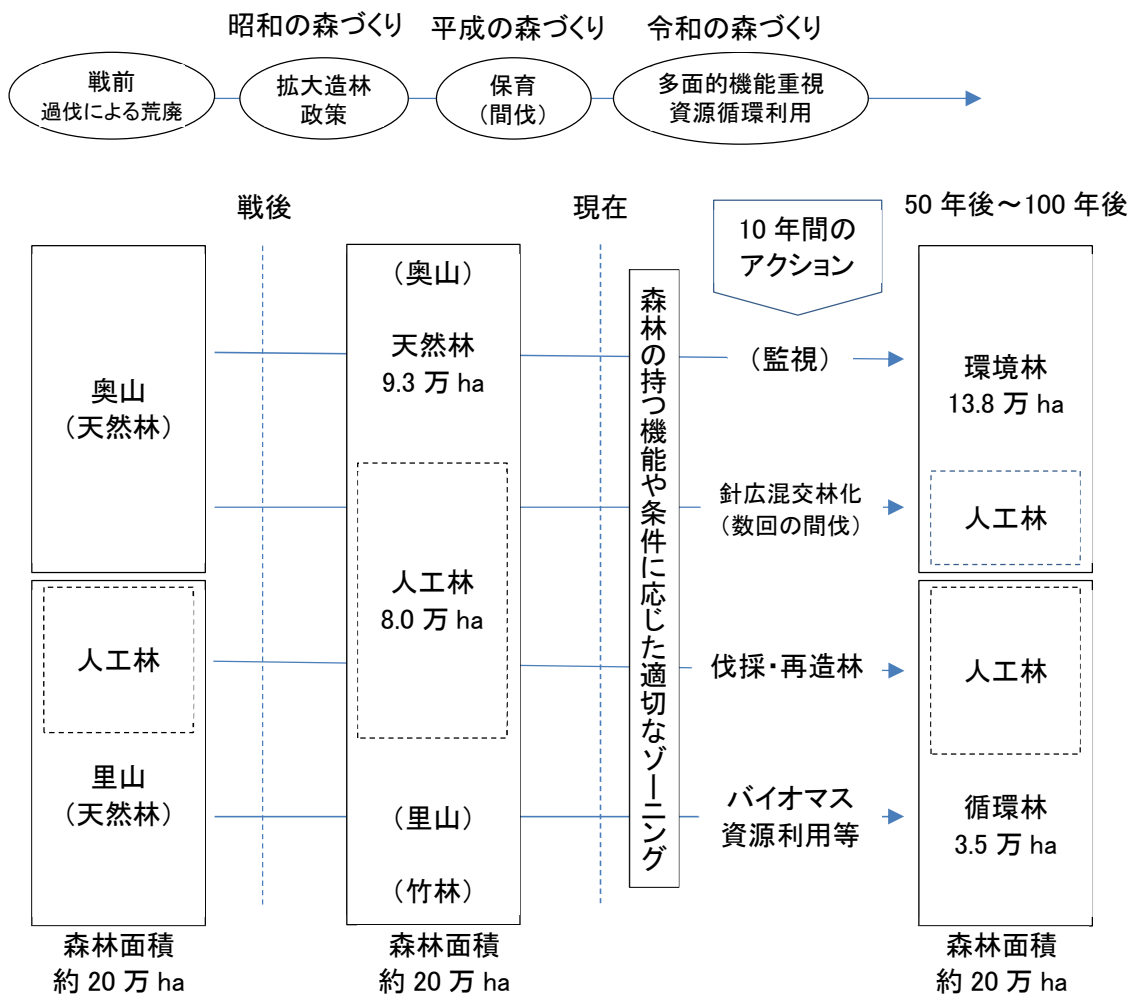 昭和の森づくり
平成の森づくり
令和の森づくり
戦前
過伐による荒廃
拡大造林
政策
保育
(間伐)
多面的機能重視
資源循環利用
戦後
現在
10 年間の
アクション
50 年後～100 年後
奥山
(天然林)
人工林
里山
(天然林)
森林面積
約 20 万 ha
(奥山)
天然林
9.3 万 ha
人工林
8.0 万 ha
(里山)
(竹林)
森林面積
約 20 万 ha
森林の持つ機能や条件に応じた適切なゾーニング
(監視)
針広混交林化
(数回の間伐)
伐採・再造林
バイオマス
資源利用等
環境林
13.8 万 ha
人工林
人工林
循環林
3.5 万 ha
森林面積
約 20 万 ha